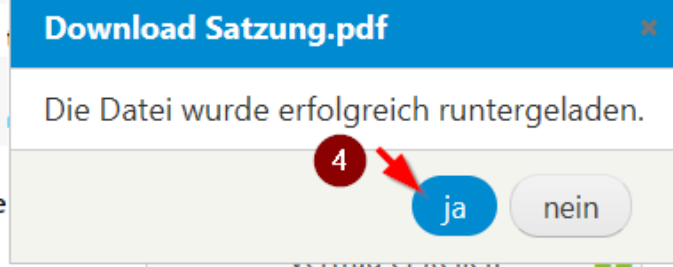 Download Satzung.pdf
Die Datei wurde erfolgreich runtergeladen.
4
ja nein